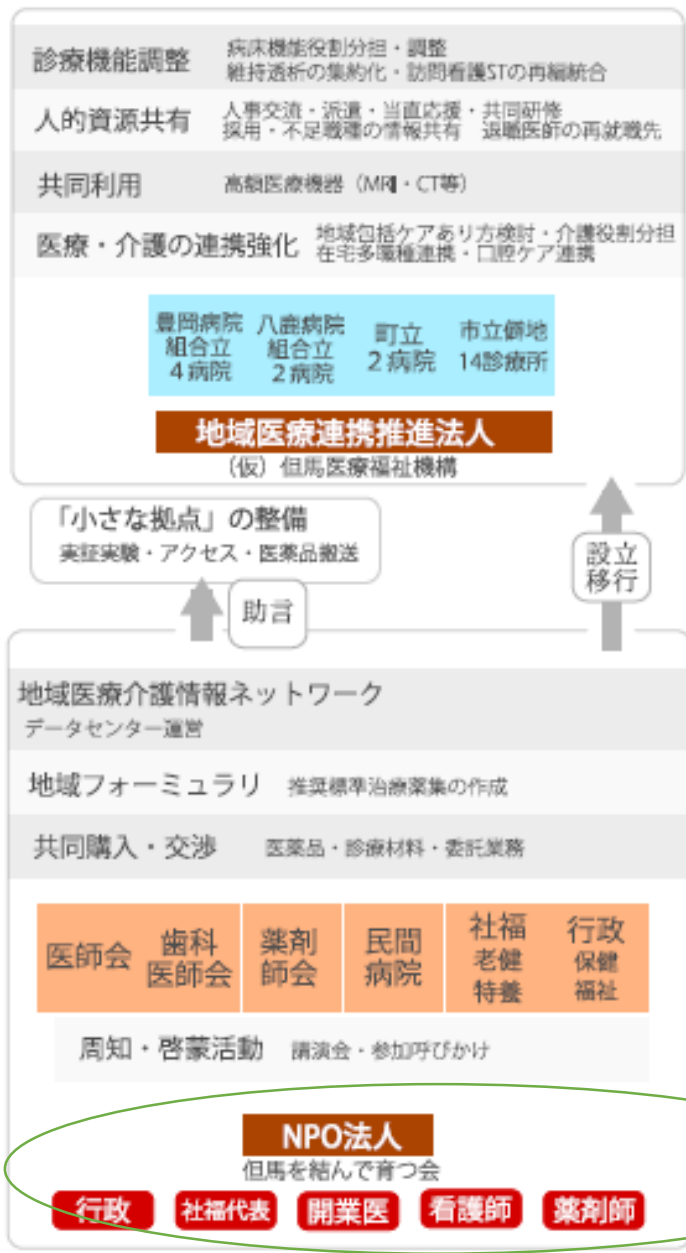 診療機能調整
病床機能役割分担・調整
維持透析の集約化・訪問看護STの再編統合
人的資源共有
人事交流・派遣・当直応援・共同研修
採用・不足職種の情報共有　退職医師の再就職先
共同利用
高額医療機器（MRI・CT等）
医療・介護の連携強化
地域包括ケアあり方検討・介護役割分担
在宅多職種連携・口腔ケア連携
豊岡病院
組合立
4病院
八鹿病院
組合立
2病院
町立
2病院
市立僻地
14診療所
地域医療連携推進法人
（仮）但馬医療福祉機構
「小さな拠点」の整備
実証実験・アクセス・医薬品搬送
設立
移行
助言
地域医療介護情報ネットワーク
データセンター運営
地域フォーミュラリ
推奨標準治療薬集の作成
共同購入・交渉
医薬品・診療材料・委託業務
医師会
歯科
医師会
薬剤
師会
民間
病院
社福
老健
特養
行政
保健
福祉
周知・啓蒙活動
講演会・参加呼びかけ
NPO法人
但馬を結んで育つ会
行政
社福代表
開業医
看護師
薬剤師